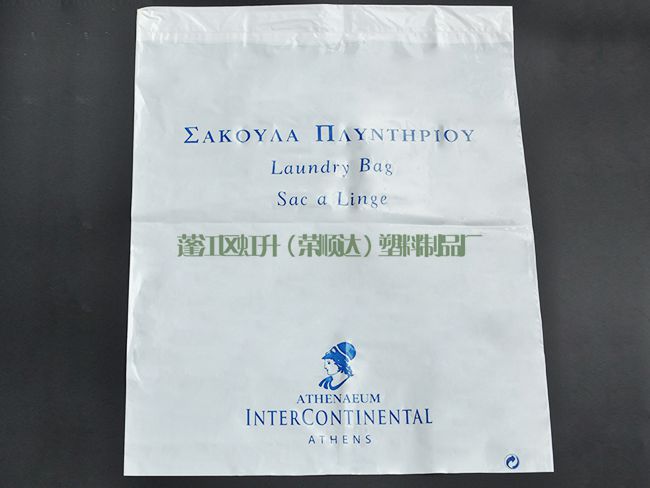 ΣΑΚΟΥΛΑ ΠΛΥΝΤΗΡΙΟΥ
Laundry Bag
Sac a Linge
蓬江区虹升(荣顺达)塑料制品厂
ATHENAEUM
INTERCONTINENTAL
ATHENS